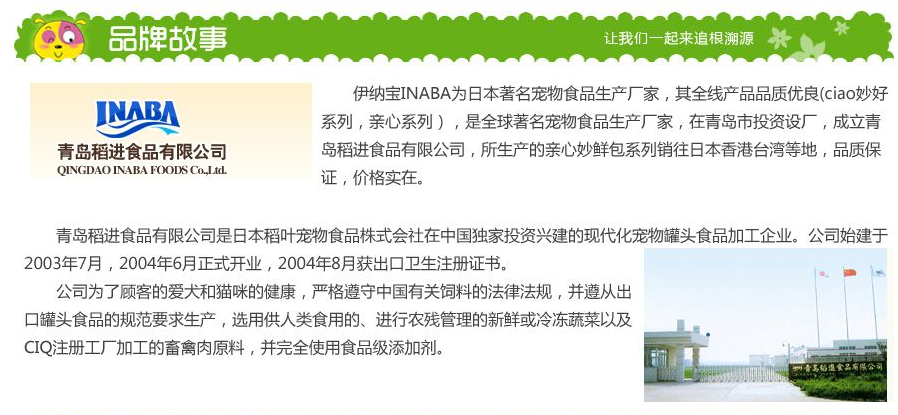 品牌故事
让我们一起来追根溯源
INABA
青岛稻进食品有限公司
QINGDAO INABA FOODS Co.,Ltd.
伊纳宝INABA为日本著名宠物食品生产厂家，其全线产品品质优良(ciao妙好
系列，亲心系列），是全球著名宠物食品生产厂家，在青岛市投资设厂，成立青
岛稻进食品有限公司，所生产的亲心妙鲜包系列销往日本香港台湾等地，品质保
证，价格实在。
青岛稻进食品有限公司是日本稻叶宠物食品株式会社在中国独家投资兴建的现代化宠物罐头食品加工企业。公司始建于
2003年7月，2004年6月正式开业，2004年8月获出口卫生注册证书。
公司为了顾客的爱犬和猫咪的健康，严格遵守中国有关饲料的法律法规，并遵从出
口罐头食品的规范要求生产，选用供人类食用的、进行农残管理的新鲜或冷冻蔬菜以及
CIQ注册工厂加工的畜禽肉原料，并完全使用食品级添加剂。
青島稻進食品有限公司